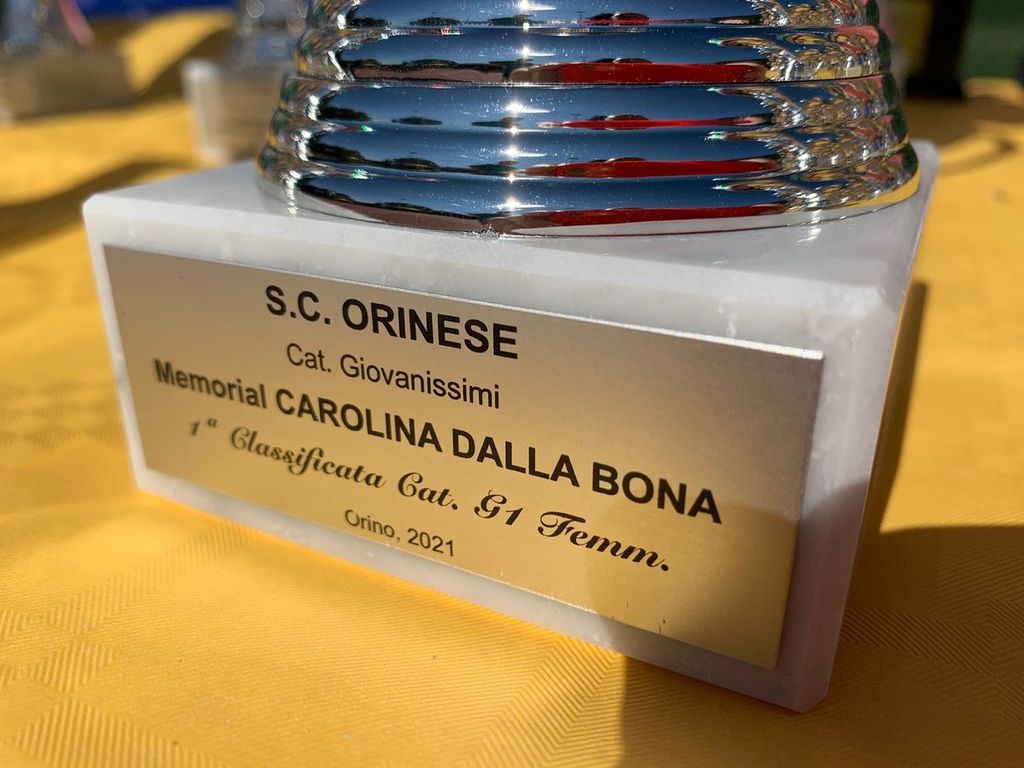 S.C. ORINESE
Cat. Giovanissimi
Memorial CAROLINA DALLA BONA
1ª Classificata Cat. G1 Femm.
Orino, 2021